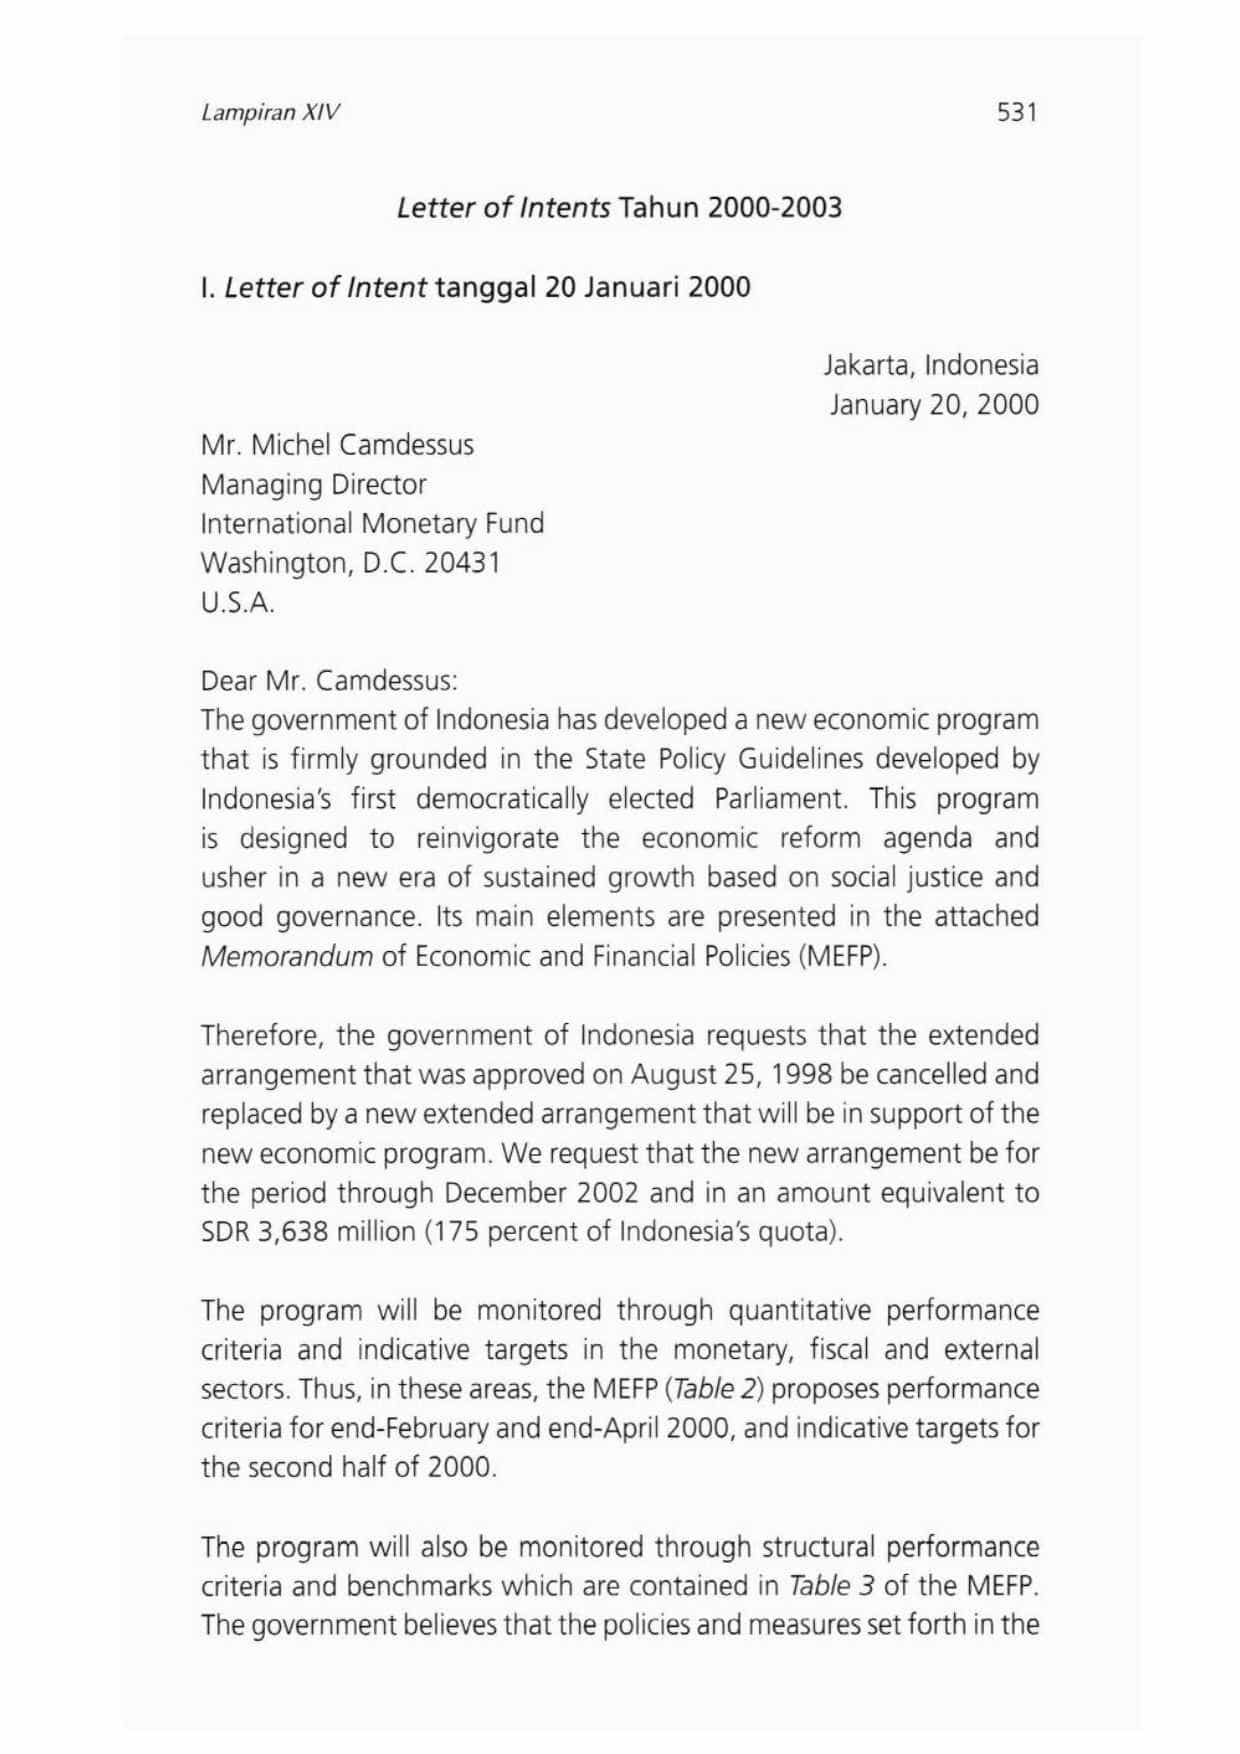 Lampiran XIV 531
Letter of Intents Tahun 2000-2003
I. Letter of Intent tanggal 20 Januari 2000
Jakarta, Indonesia
January 20, 2000
Mr. Michel Camdessus
Managing Director
International Monetary Fund
Washington, D.C. 20431
U.S.A.
Dear Mr. Camdessus:
The government of Indonesia has developed a new economic program
that is firmly grounded in the State Policy Guidelines developed by
Indonesia's first democratically elected Parliament. This program
is designed to reinvigorate the economic reform agenda and
usher in a new era of sustained growth based on social justice and
good governance. Its main elements are presented in the attached
Memorandum of Economic and Financial Policies (MEFP).
Therefore, the government of Indonesia requests that the extended
arrangement that was approved on August 25, 1998 be cancelled and
replaced by a new extended arrangement that will be in support of the
new economic program. We request that the new arrangement be for
the period through December 2002 and in an amount equivalent to
SDR 3,638 million (175 percent of Indonesia's quota).
The program will be monitored through quantitative performance
criteria and indicative targets in the monetary, fiscal and external
sectors. Thus, in these areas, the MEFP (Table 2) proposes performance
criteria for end-February and end-April 2000, and indicative targets for
the second half of 2000.
The program will also be monitored through structural performance
criteria and benchmarks which are contained in Table 3 of the MEFP.
The government believes that the policies and measures set forth in the